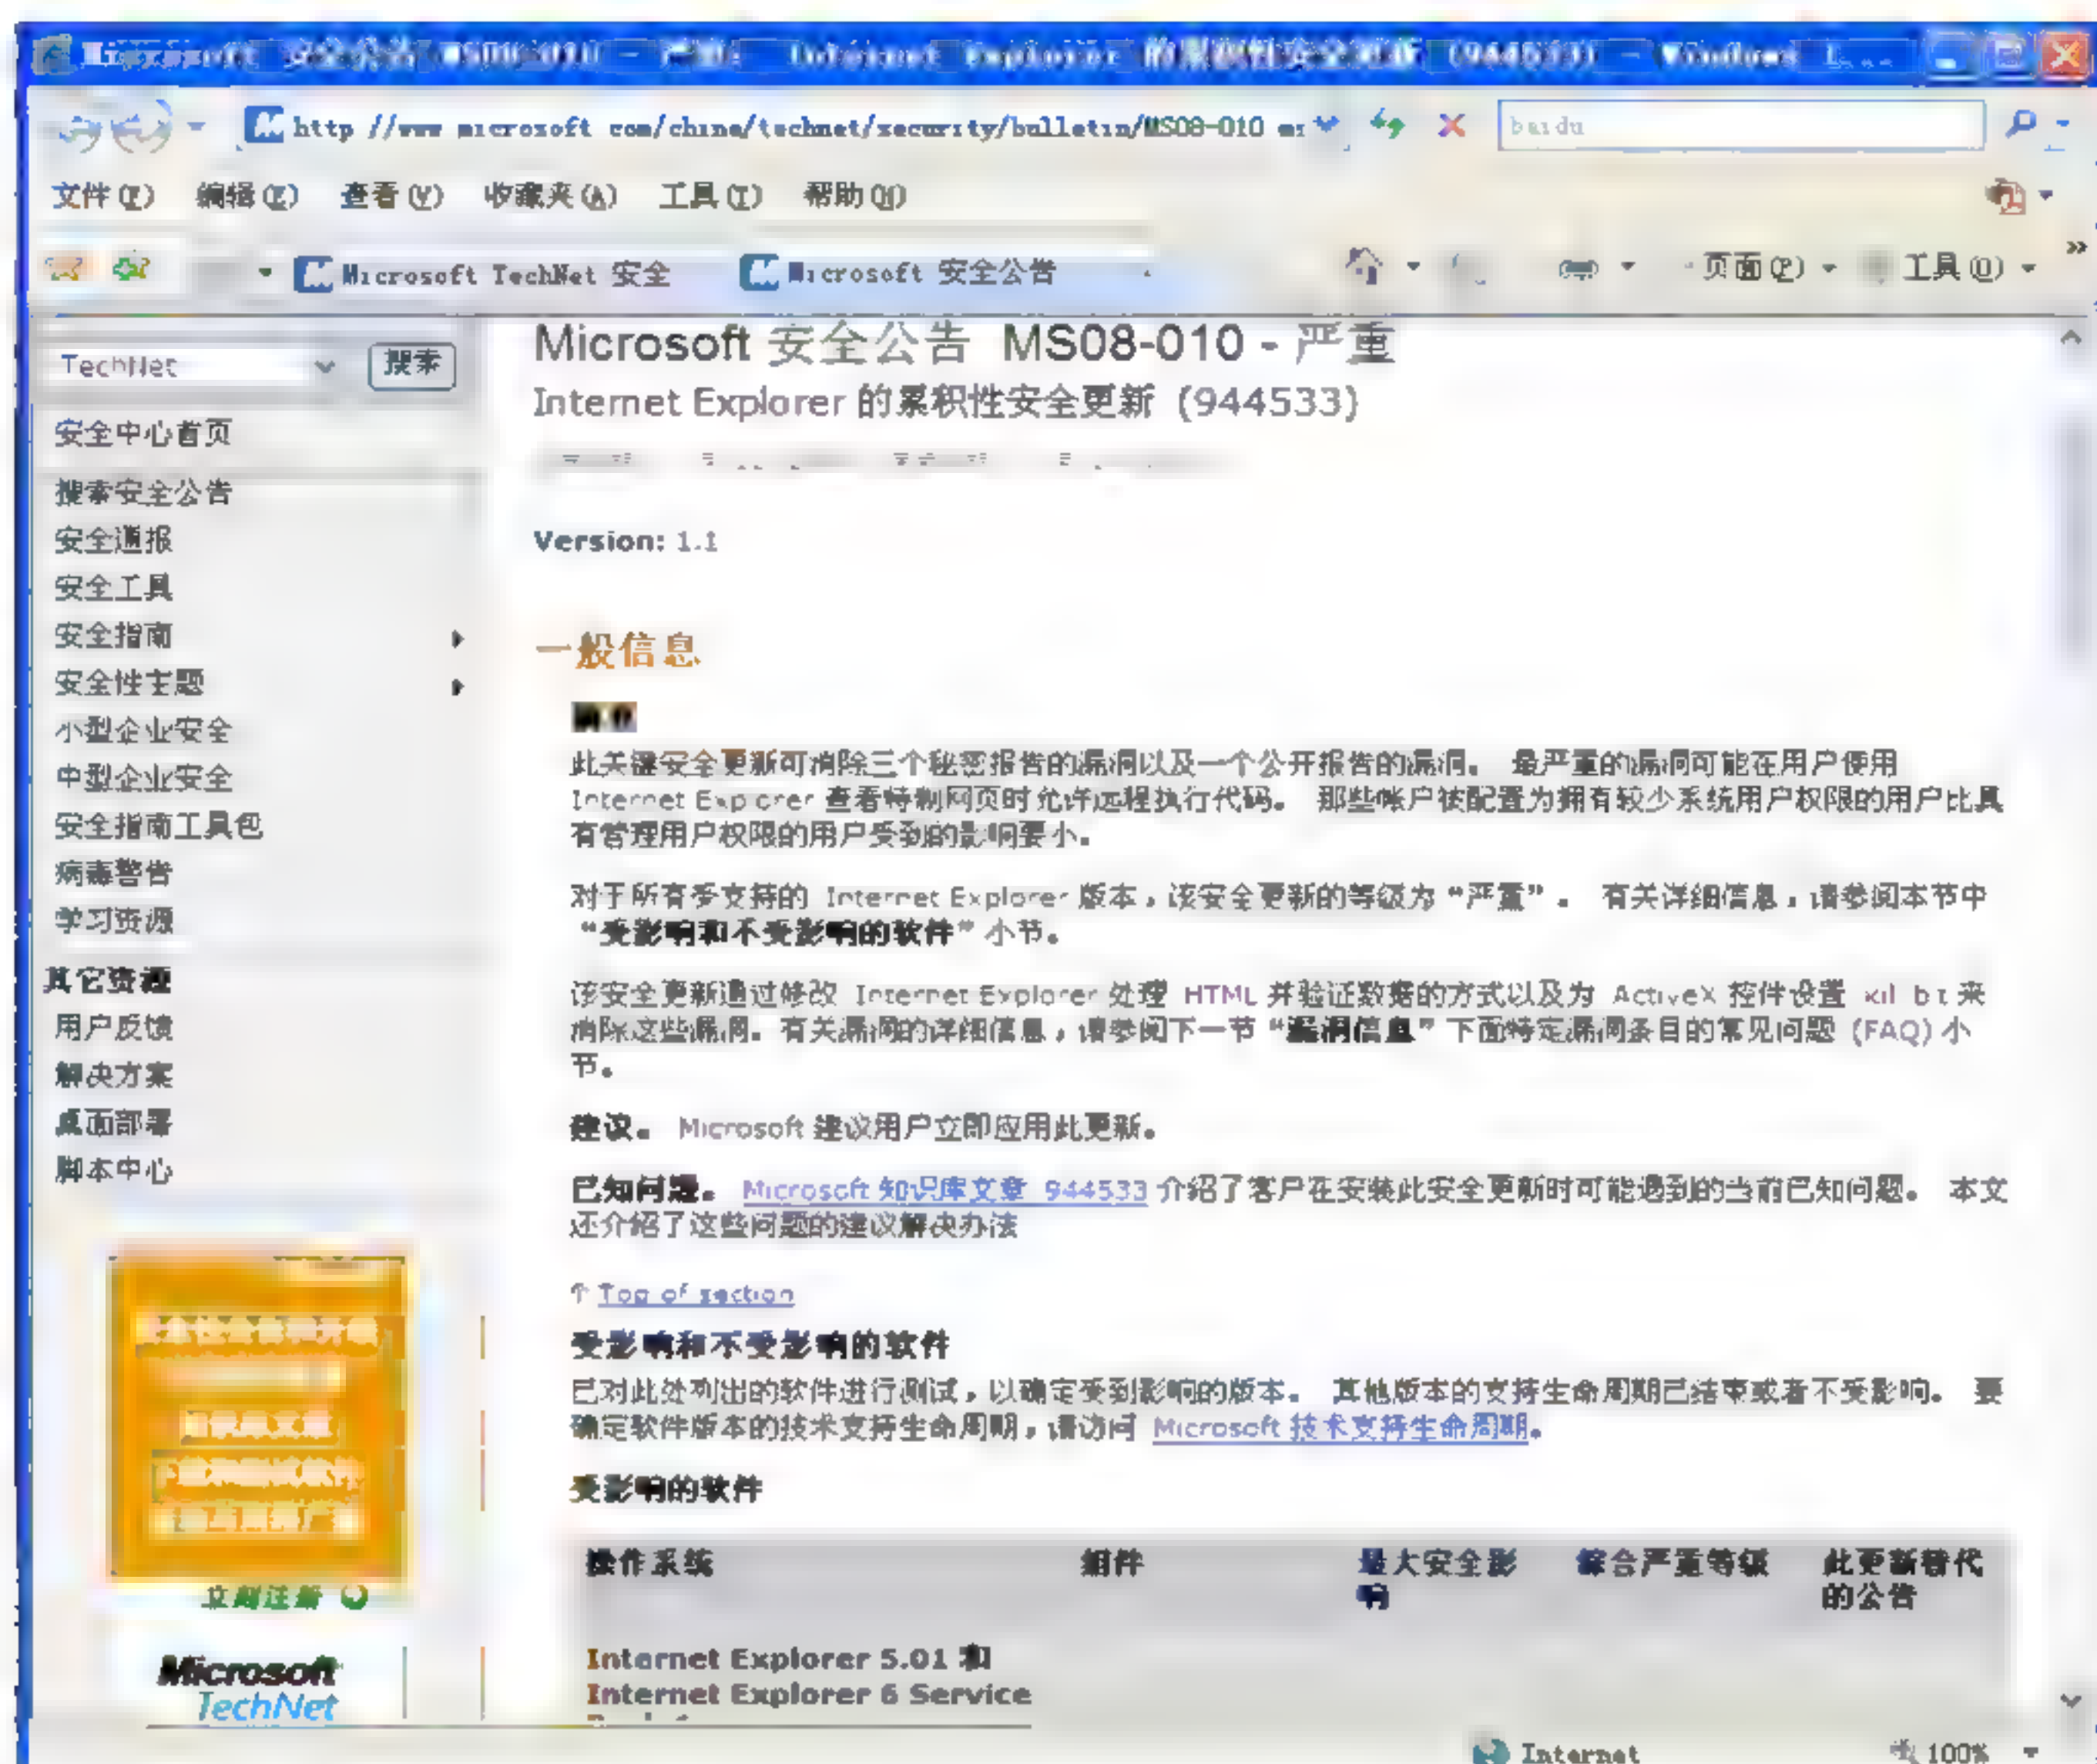 http //www microsoft com/china/technet/security/bulletin/MS08-010
baidu
文件(F) 编辑(E) 查看(V) 收藏夹(A) 工具(T) 帮助(H)
Microsoft TechNet 安全 Microsoft 安全公告 页面(P) 工具(O) »
TechNet 搜索
安全中心首页
搜索安全公告
安全通报
安全工具
安全指南
安全性主题
小型企业安全
中型企业安全
安全指南工具包
病毒警告
学习资源
其它资源
用户反馈
解决方案
桌面部署
脚本中心
立即注册
Microsoft
TechNet
Microsoft 安全公告 MS08-010 - 严重
Internet Explorer 的累积性安全更新 (944533)
Version: 1.1
一般信息
此关键安全更新可消除三个秘密报告的漏洞以及一个公开报告的漏洞。 最严重的漏洞可能在用户使用
Internet Explorer 查看特制网页时允许远程执行代码。 那些帐户被配置为拥有较少系统用户权限的用户比具
有管理用户权限的用户受到的影响要小。
对于所有受支持的 Internet Explorer 版本，该安全更新的等级为“严重”。 有关详细信息，请参阅本节中
“受影响和不受影响的软件”小节。
该安全更新通过修改 Internet Explorer 处理 HTML 并验证数据的方式以及为 ActiveX 控件设置 kill bit 来
消除这些漏洞。有关漏洞的详细信息，请参阅下一节“漏洞信息”下面特定漏洞条目的常见问题 (FAQ) 小
节。
建议。 Microsoft 建议用户立即应用此更新。
已知问题。 Microsoft 知识库文章 944533 介绍了客户在安装此安全更新时可能遇到的当前已知问题。 本文
还介绍了这些问题的建议解决办法
↑ Top of section
受影响和不受影响的软件
已对此处列出的软件进行测试，以确定受到影响的版本。 其他版本的支持生命周期已结束或者不受影响。 要
确定软件版本的技术支持生命周期，请访问 Microsoft 技术支持生命周期。
受影响的软件
操作系统 组件 最大安全影响 综合严重等级 此更新替代的公告
Internet Explorer 5.01 和
Internet Explorer 6 Service
Internet 100%